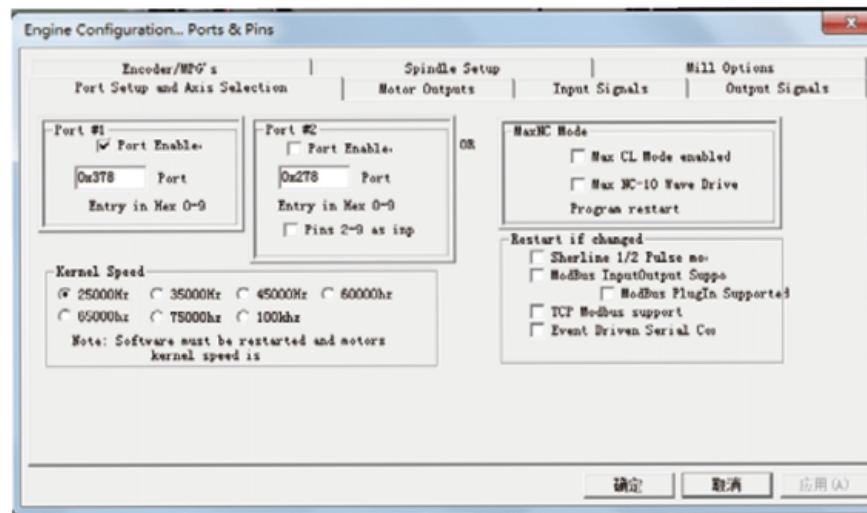 Engine Configuration... Ports & Pins
Encoder/MPG's
Spindle Setup
Mill Options
Port Setup and Axis Selection
Motor Outputs
Input Signals
Output Signals
Port #1
Port Enable.
0x378 Port
Entry in Hex 0-9
Port #2
Port Enable.
0x278 Port
Entry in Hex 0-9
Pins 2-9 as inp
OR
MaxNC Mode
Max CL Mode enabled
Max NC-10 Wave Drive
Program restart
Restart if changed
Sherline 1/2 Pulse mo.
ModBus InputOutput Suppo
ModBus PlugIn Supported
TCP Modbus support
Event Driven Serial Con
Kernel Speed
25000Hz 35000Hz 45000Hz 60000hz
65000hz 75000hz 100khz
Note: Software must be restarted and motors
kernel speed is
确定
取消
应用(A)